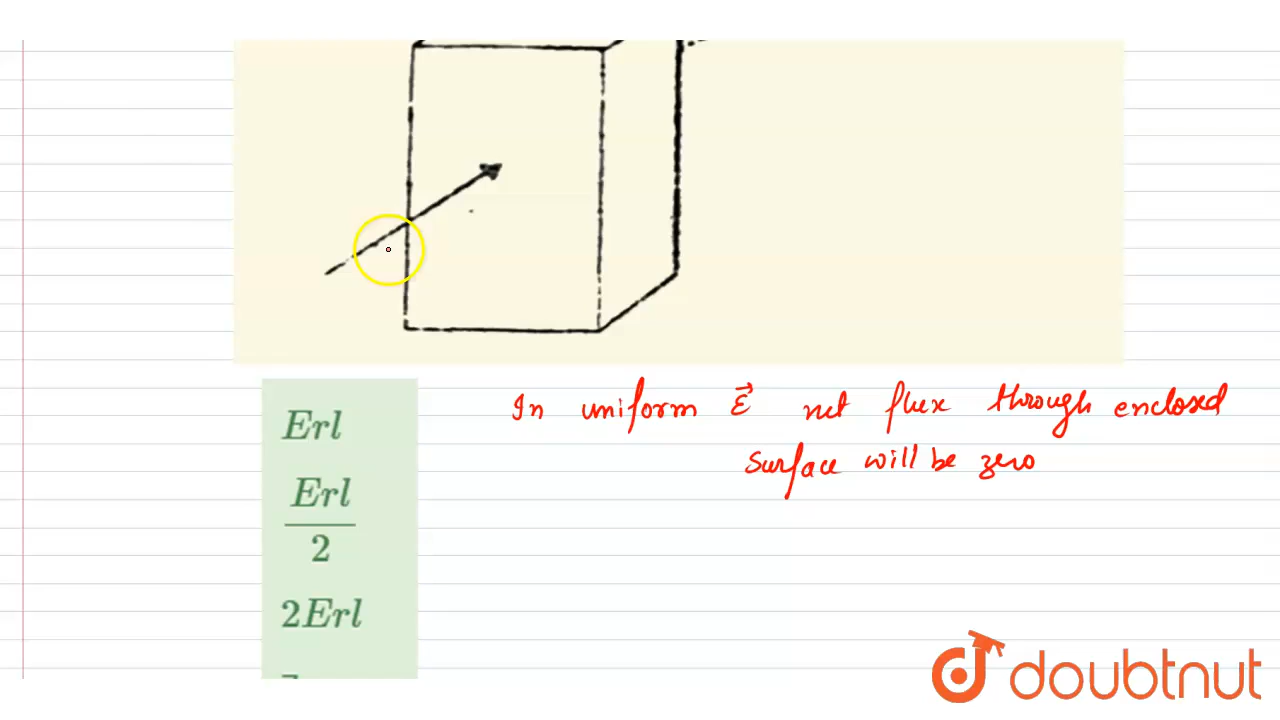 In uniform E⃗ net flux through enclosed
surface will be zero
Erl
Erl
2
2Erl
doubtnut